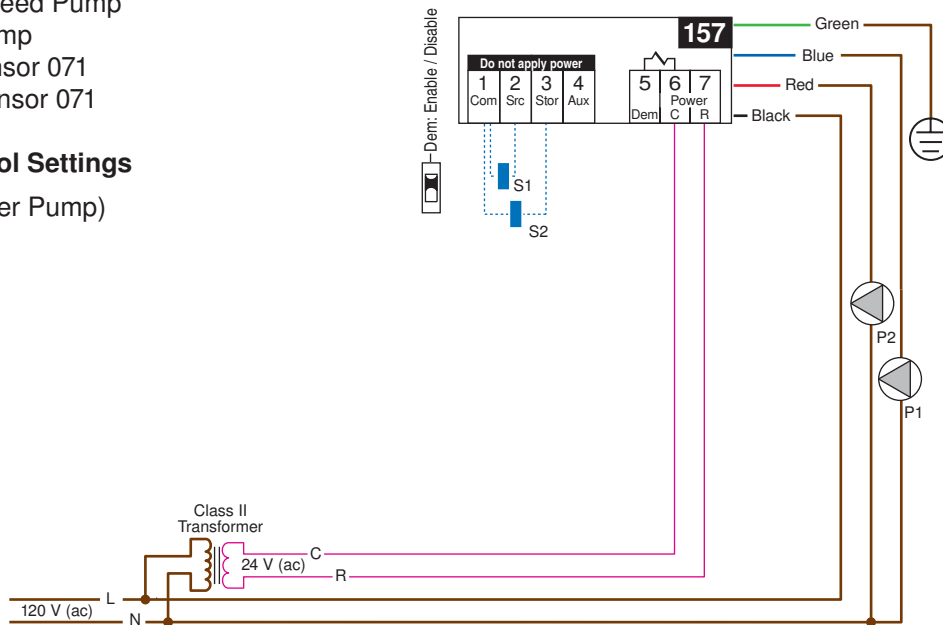 eed Pump
mp
nsor 071
ensor 071
ol Settings
er Pump)
Dem: Enable / Disable
157
Do not apply power
1 2 3 4
Com Src Stor Aux
5 6 7
Power
Dem C R
Green
Blue
Red
Black
S1
S2
P2
P1
Class II
Transformer
C
24 V (ac)
R
L
120 V (ac)
N